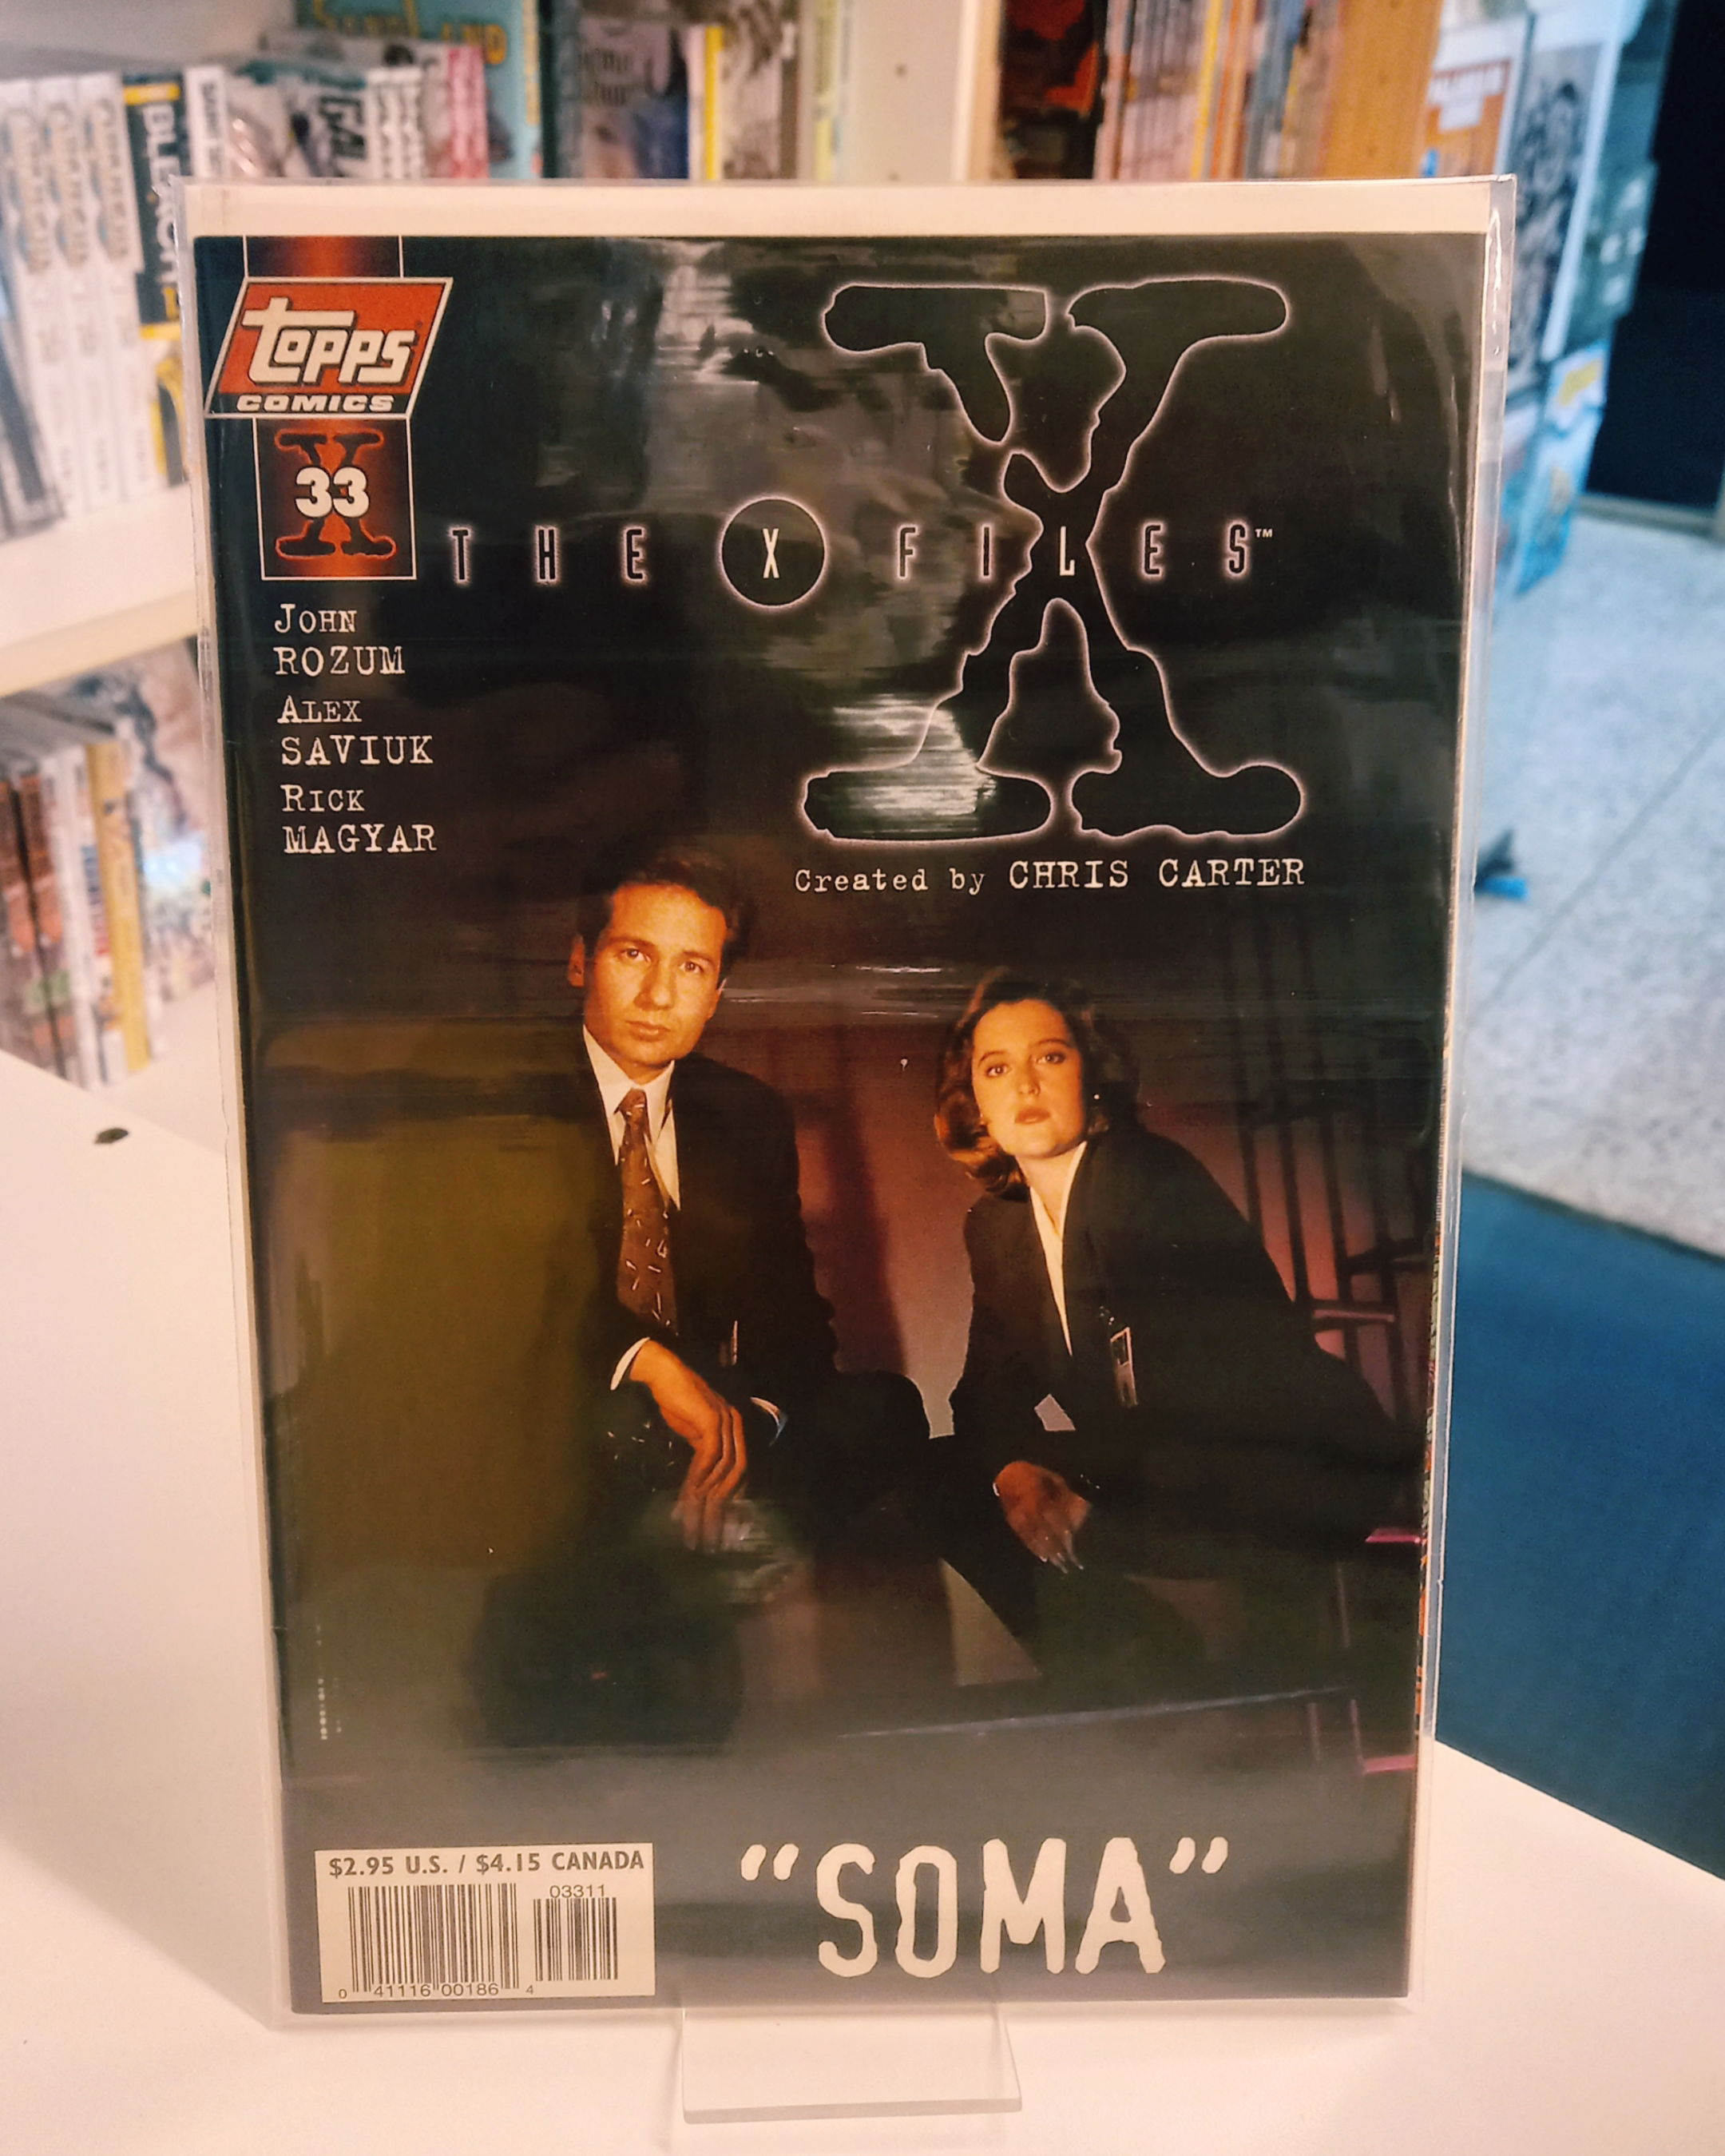 topps
COMICS
33
THE X FILES™
JOHN
ROZUM
ALEX
SAVIUK
RICK
MAGYAR
Created by CHRIS CARTER
$2.95 U.S. / $4.15 CANADA
03311
0 41116 00186 4
“SOMA”